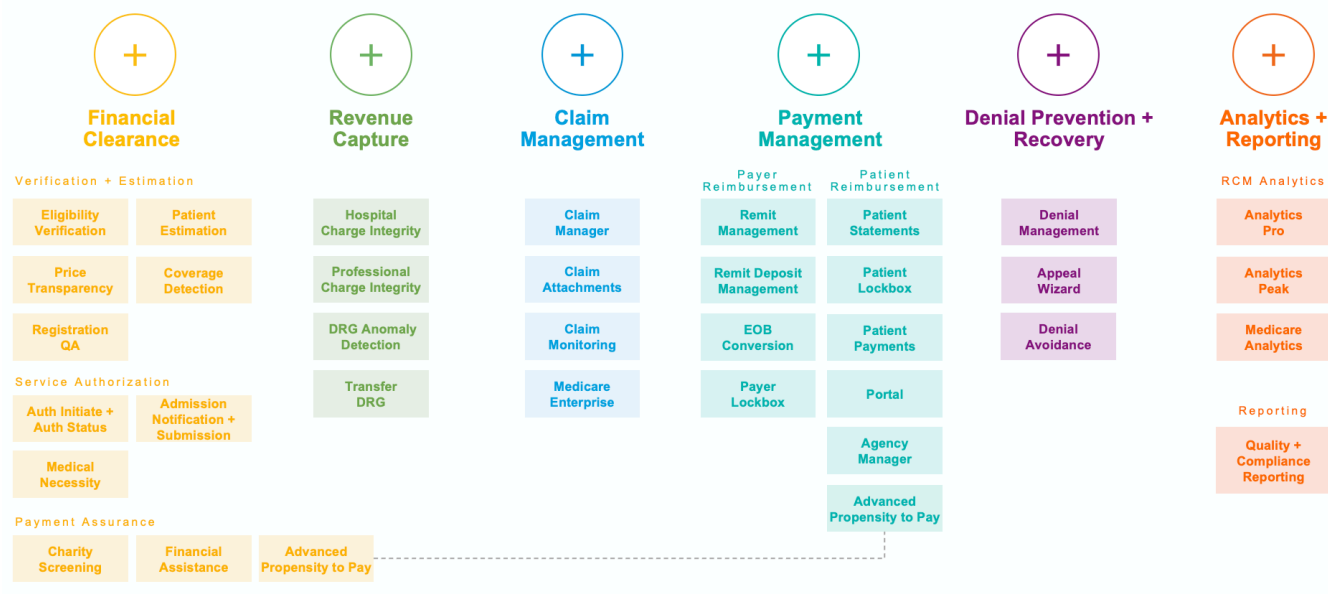 Financial
Clearance
Verification + Estimation
Eligibility
Verification
Patient
Estimation
Price
Transparency
Coverage
Detection
Registration
QA
Service Authorization
Auth Initiate +
Auth Status
Admission
Notification +
Submission
Medical
Necessity
Payment Assurance
Charity
Screening
Financial
Assistance
Advanced
Propensity to Pay
Revenue
Capture
Hospital
Charge Integrity
Professional
Charge Integrity
DRG Anomaly
Detection
Transfer
DRG
Claim
Management
Claim
Manager
Claim
Attachments
Claim
Monitoring
Medicare
Enterprise
Payment
Management
Payer
Reimbursement
Remit
Management
Remit Deposit
Management
EOB
Conversion
Payer
Lockbox
Patient
Reimbursement
Patient
Statements
Patient
Lockbox
Patient
Payments
Portal
Agency
Manager
Advanced
Propensity to Pay
Denial Prevention +
Recovery
Denial
Management
Appeal
Wizard
Denial
Avoidance
Analytics +
Reporting
RCM Analytics
Analytics
Pro
Analytics
Peak
Medicare
Analytics
Reporting
Quality +
Compliance
Reporting